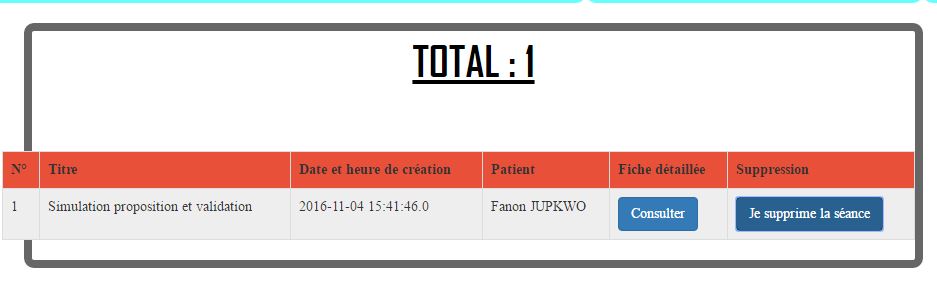 TOTAL : 1
N° Titre Date et heure de création Patient Fiche détaillée Suppression
1 Simulation proposition et validation 2016-11-04 15:41:46.0 Fanon JUPKWO Consulter Je supprime la séance